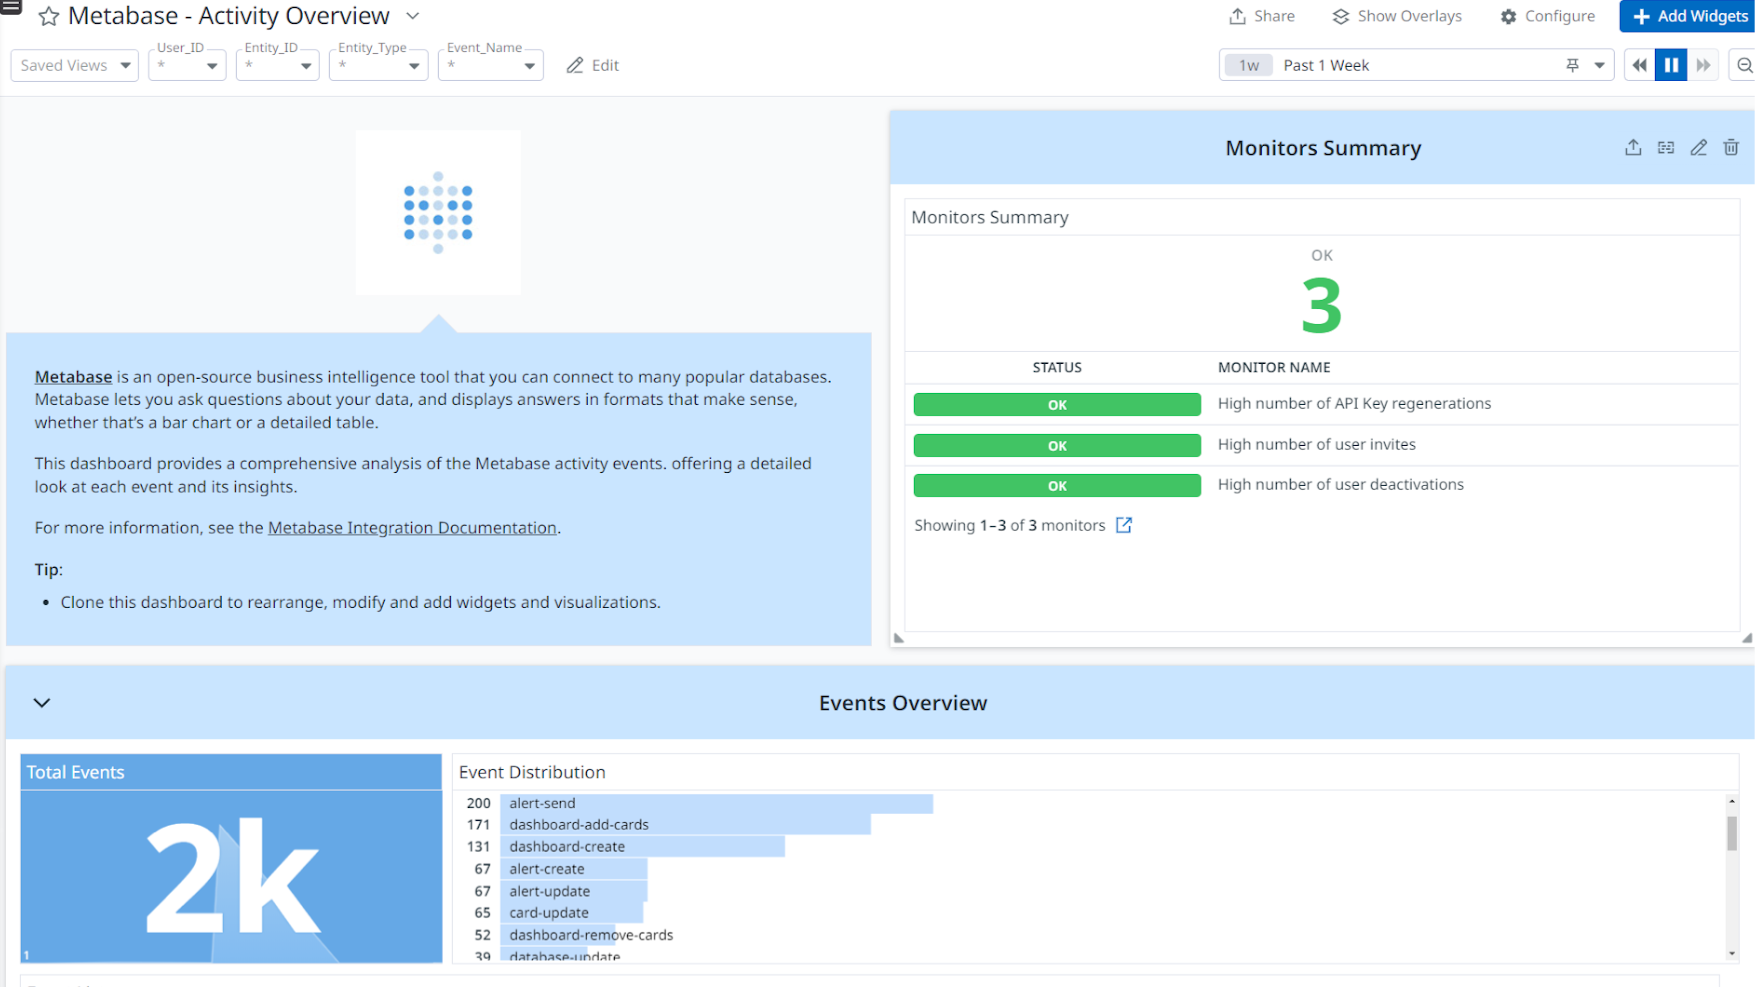 Metabase - Activity Overview
Share
Show Overlays
Configure
Add Widgets
Saved Views
User_ID
*
Entity_ID
*
Entity_Type
*
Event_Name
*
Edit
1w
Past 1 Week
Metabase is an open-source business intelligence tool that you can connect to many popular databases.
Metabase lets you ask questions about your data, and displays answers in formats that make sense,
whether that’s a bar chart or a detailed table.
This dashboard provides a comprehensive analysis of the Metabase activity events. offering a detailed
look at each event and its insights.
For more information, see the Metabase Integration Documentation.
Tip:
• Clone this dashboard to rearrange, modify and add widgets and visualizations.
Monitors Summary
Monitors Summary
OK
3
STATUS MONITOR NAME
OK High number of API Key regenerations
OK High number of user invites
OK High number of user deactivations
Showing 1–3 of 3 monitors
Events Overview
Total Events
2k
1
Event Distribution
200 alert-send
171 dashboard-add-cards
131 dashboard-create
67 alert-create
67 alert-update
65 card-update
52 dashboard-remove-cards
39 database-update